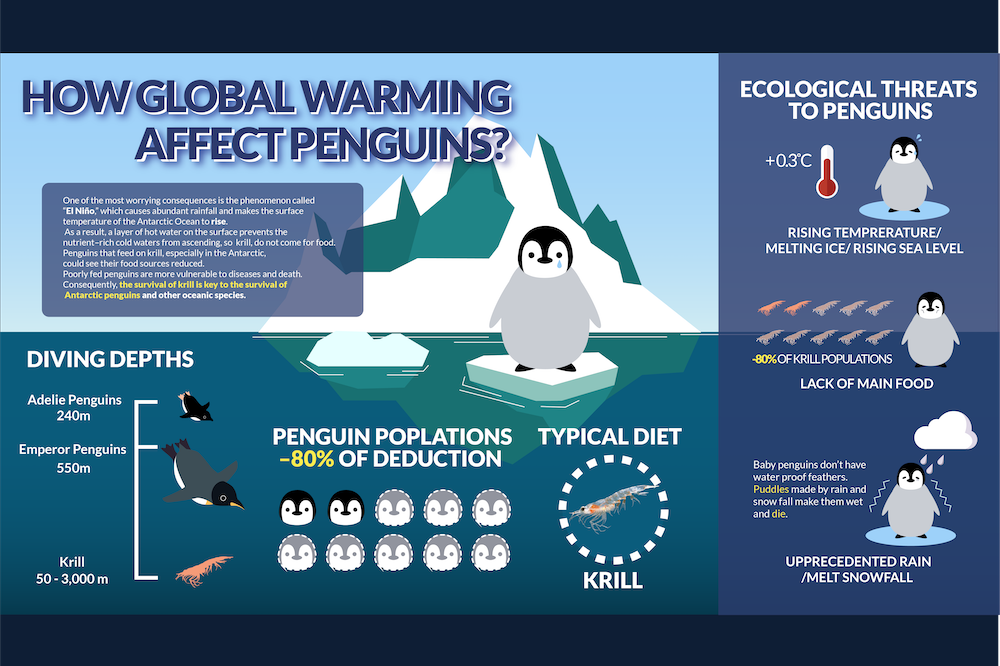 HOW GLOBAL WARMING
AFFECT PENGUINS?
One of the most worrying consequences is the phenomenon called
"El Niño," which causes abundant rainfall and makes the surface
temperature of the Antarctic Ocean to rise.
As a result, a layer of hot water on the surface prevents the
nutrient-rich cold waters from ascending, so krill, do not come for food.
Penguins that feed on krill, especially in the Antarctic,
could see their food sources reduced.
Poorly fed penguins are more vulnerable to diseases and death.
Consequently, the survival of krill is key to the survival of
Antarctic penguins and other oceanic species.
DIVING DEPTHS
Adelie Penguins
240m
Emperor Penguins
550m
Krill
50 - 3,000 m
PENGUIN POPLATIONS
-80% OF DEDUCTION
TYPICAL DIET
KRILL
ECOLOGICAL THREATS
TO PENGUINS
+0.3°C
RISING TEMPRERATURE/
MELTING ICE/ RISING SEA LEVEL
-80% OF KRILL POPULATIONS
LACK OF MAIN FOOD
Baby penguins don't have
water proof feathers.
Puddles made by rain and
snow fall make them wet
and die.
UPPRECEDENTED RAIN
/MELT SNOWFALL